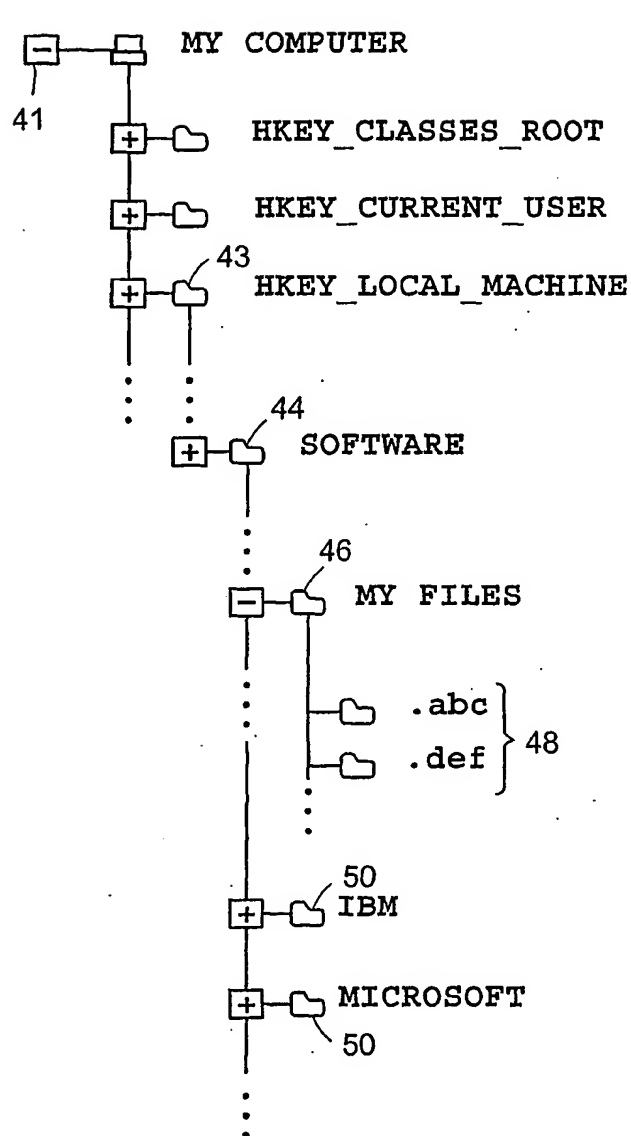 MY COMPUTER
41
HKEY_CLASSES_ROOT
HKEY_CURRENT_USER
43
HKEY_LOCAL_MACHINE
44
SOFTWARE
46
MY FILES
.abc
48
.def
50
IBM
MICROSOFT
50